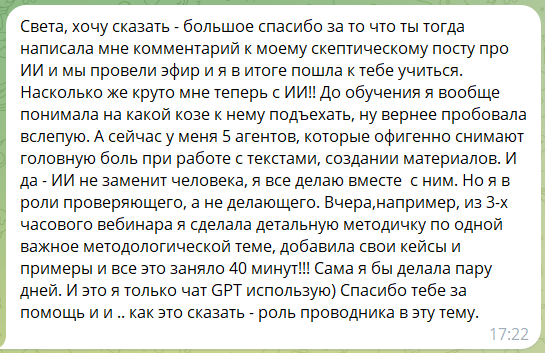 Света, хочу сказать - большое спасибо за то что ты тогда
написала мне комментарий к моему скептическому посту про
ИИ и мы провели эфир и я в итоге пошла к тебе учиться.
Насколько же круто мне теперь с ИИ!! До обучения я вообще
понимала на какой козе к нему подъехать, ну вернее пробовала
вслепую. А сейчас у меня 5 агентов, которые офигенно снимают
головную боль при работе с текстами, создании материалов. И
да - ИИ не заменит человека, я все делаю вместе  с ним. Но я в
роли проверяющего, а не делающего. Вчера,например, из 3-х
часового вебинара я сделала детальную методичку по одной
важное методологической теме, добавила свои кейсы и
примеры и все это заняло 40 минут!!! Сама я бы делала пару
дней. И это я только чат GPT использую) Спасибо тебе за
помощь и и .. как это сказать - роль проводника в эту тему.
17:22